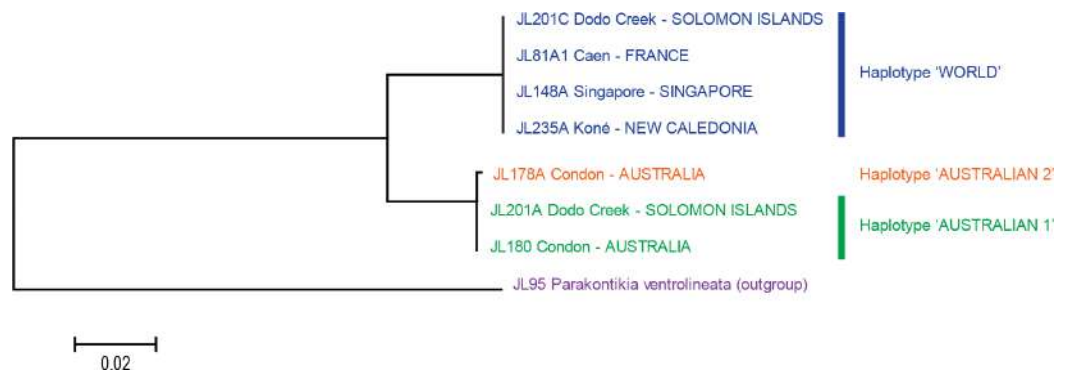 JL201C Dodo Creek - SOLOMON ISLANDS
JL81A1 Caen - FRANCE
Haplotype 'WORLD'
JL148A Singapore - SINGAPORE
JL235A Koné - NEW CALEDONIA
JL178A Condon - AUSTRALIA
Haplotype 'AUSTRALIAN 2'
JL201A Dodo Creek - SOLOMON ISLANDS
Haplotype 'AUSTRALIAN 1'
JL180 Condon - AUSTRALIA
JL95 Parakontikia ventrolineata (outgroup)
0.02